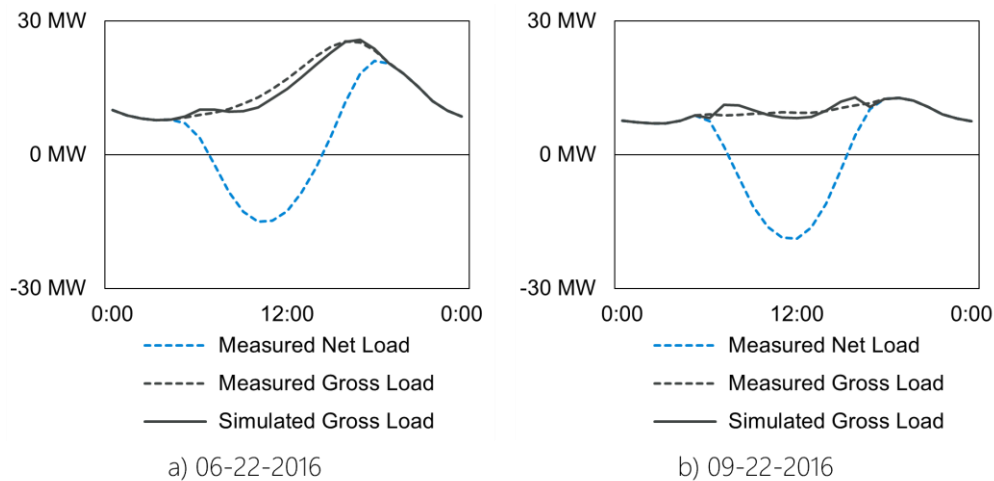 30 MW
0 MW
-30 MW
0:00 12:00 0:00
Measured Net Load
Measured Gross Load
Simulated Gross Load
a) 06-22-2016
30 MW
0 MW
-30 MW
0:00 12:00 0:00
Measured Net Load
Measured Gross Load
Simulated Gross Load
b) 09-22-2016